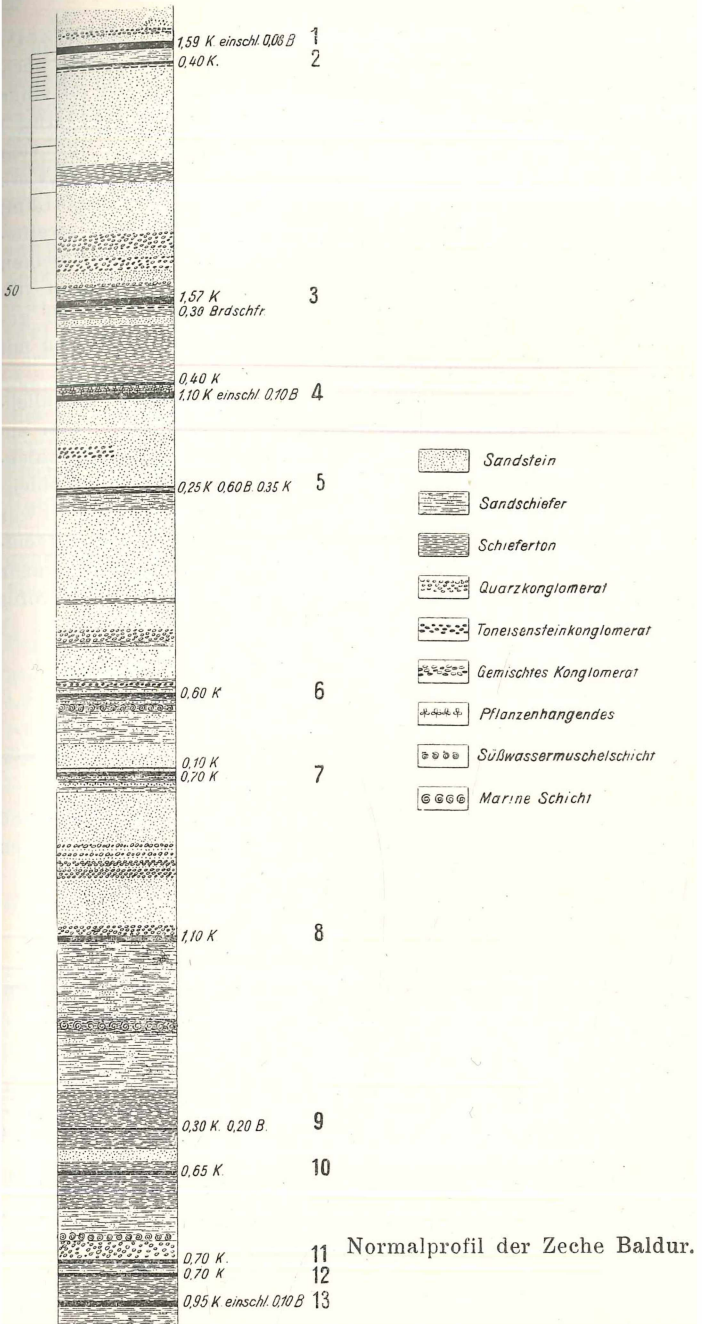 1,59 K. einschl. 0,08 B 1
0,40 K. 2
50
1,57 K 3
0,30 Brdschfr.
0,40 K
1,10 K einschl. 0,10 B 4
0,25 K 0,60 B. 0,35 K 5
0,60 K 6
0,10 K
0,70 K 7
1,10 K 8
0,30 K. 0,20 B. 9
0,65 K. 10
0,70 K. 11
0,70 K 12
0,95 K. einschl. 0,10 B 13
Sandstein
Sandschiefer
Schieferton
Quarzkonglomerat
Toneisensteinkonglomerat
Gemischtes Konglomerat
Pflanzenhangendes
Süßwassermuschelschicht
Marine Schicht
Normalprofil der Zeche Baldur.